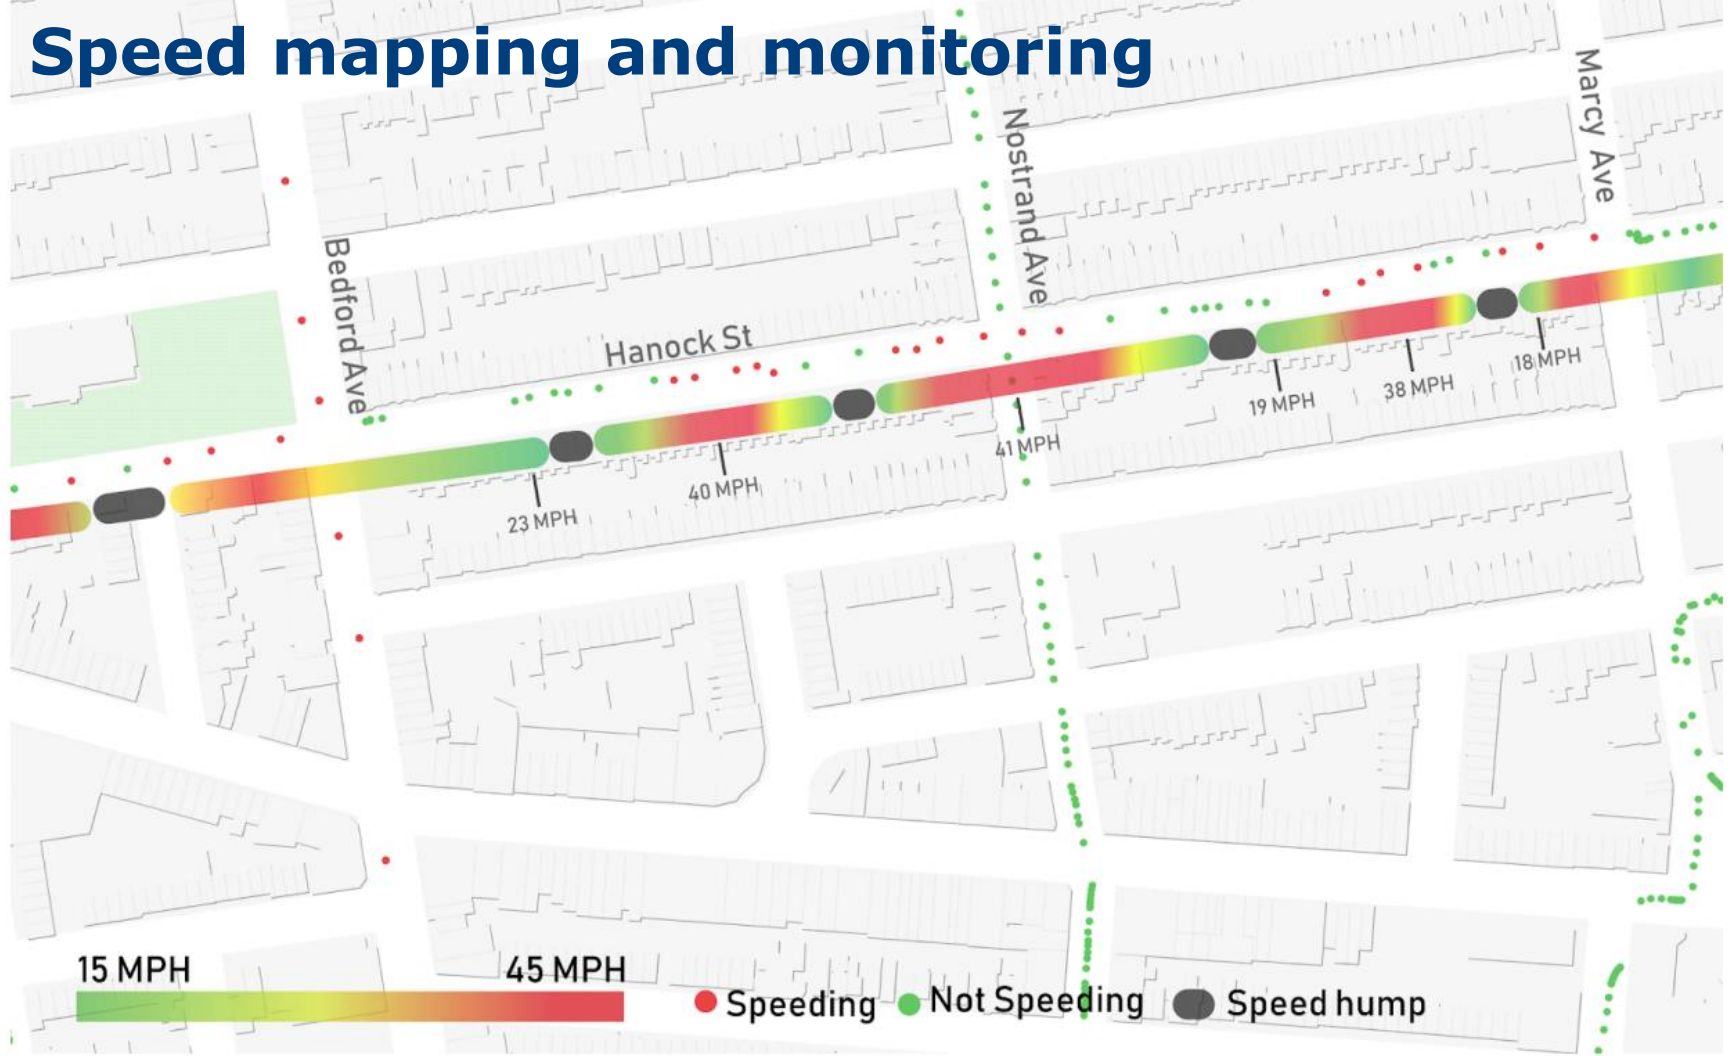 Speed mapping and monitoring
Marcy Ave
Nostrand Ave
Bedford Ave
Hanock St
18 MPH
38 MPH
19 MPH
41 MPH
40 MPH
23 MPH
15 MPH
45 MPH
Speeding
Not Speeding
Speed hump